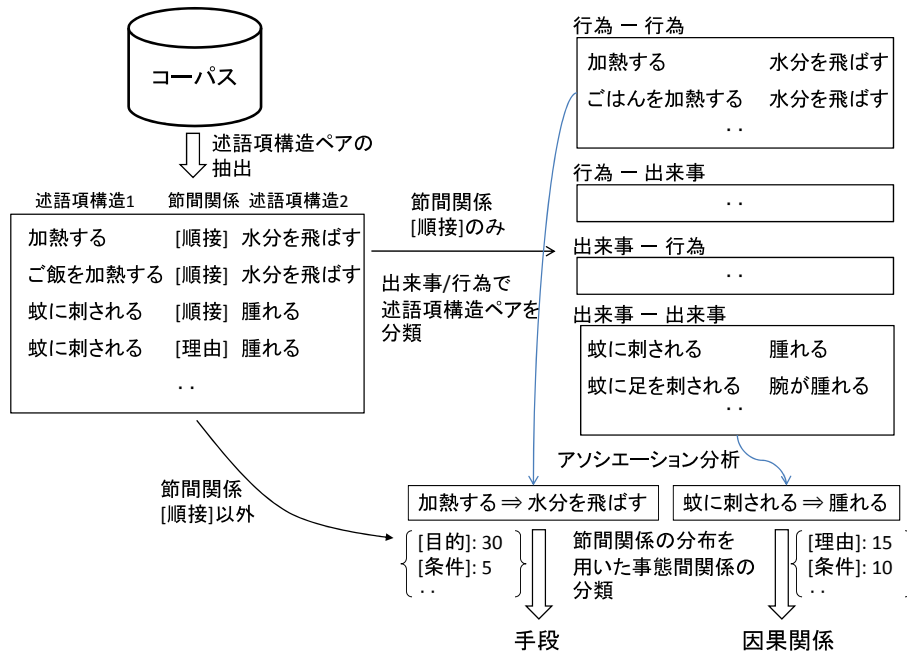 コーパス
述語項構造ペアの
抽出
述語項構造1 節間関係 述語項構造2
加熱する [順接] 水分を飛ばす
ご飯を加熱する [順接] 水分を飛ばす
蚊に刺される [順接] 腫れる
蚊に刺される [理由] 腫れる
. .
節間関係
[順接]のみ
出来事/行為で
述語項構造ペアを
分類
行為 ー 行為
加熱する 水分を飛ばす
ごはんを加熱する 水分を飛ばす
. .
行為 ー 出来事
. .
出来事 ー 行為
. .
出来事 ー 出来事
蚊に刺される 腫れる
蚊に足を刺される 腕が腫れる
. .
アソシエーション分析
節間関係
[順接]以外
加熱する ⇒ 水分を飛ばす
蚊に刺される ⇒ 腫れる
[目的]: 30
[条件]: 5
. .
節間関係の分布を
用いた事態間関係の
分類
[理由]: 15
[条件]: 10
. .
手段
因果関係